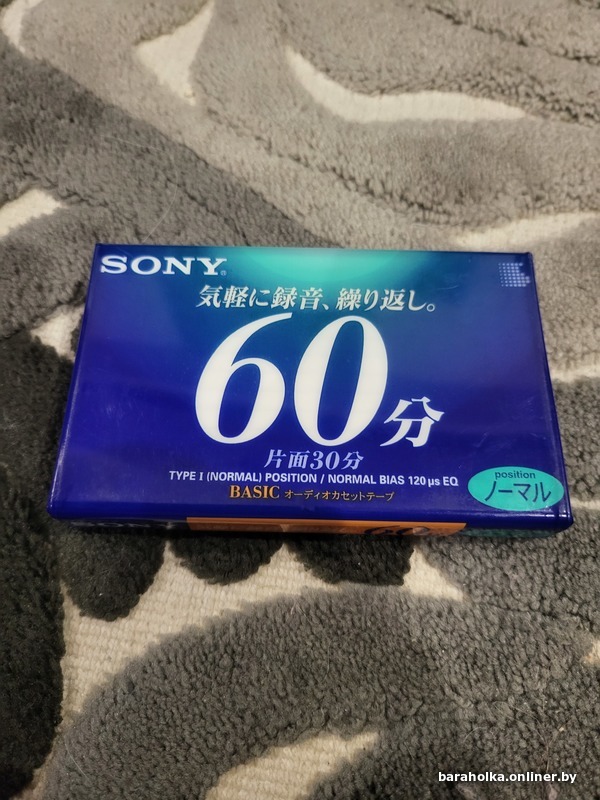 SONY®
気軽に録音、繰り返し。
60分
片面30分
TYPE I (NORMAL) POSITION / NORMAL BIAS 120 μs EQ
BASIC オーディオカセットテープ
position
ノーマル
60
baraholka.onliner.by